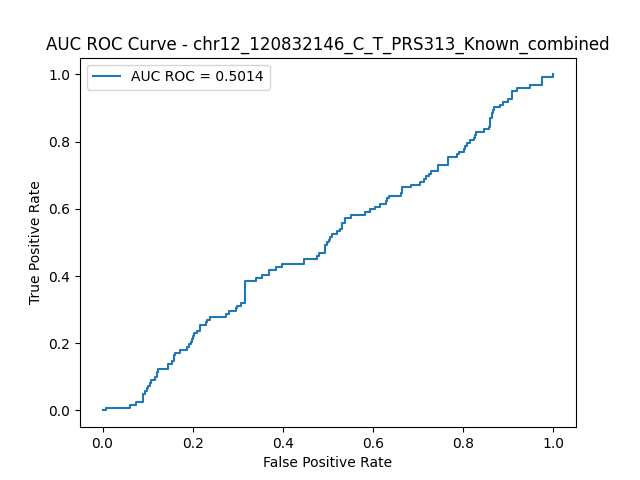 AUC ROC Curve - chr12_120832146_C_T_PRS313_Known_combined
AUC ROC = 0.5014
1.0
0.8
0.6
0.4
0.2
0.0
True Positive Rate
0.0 0.2 0.4 0.6 0.8 1.0
False Positive Rate